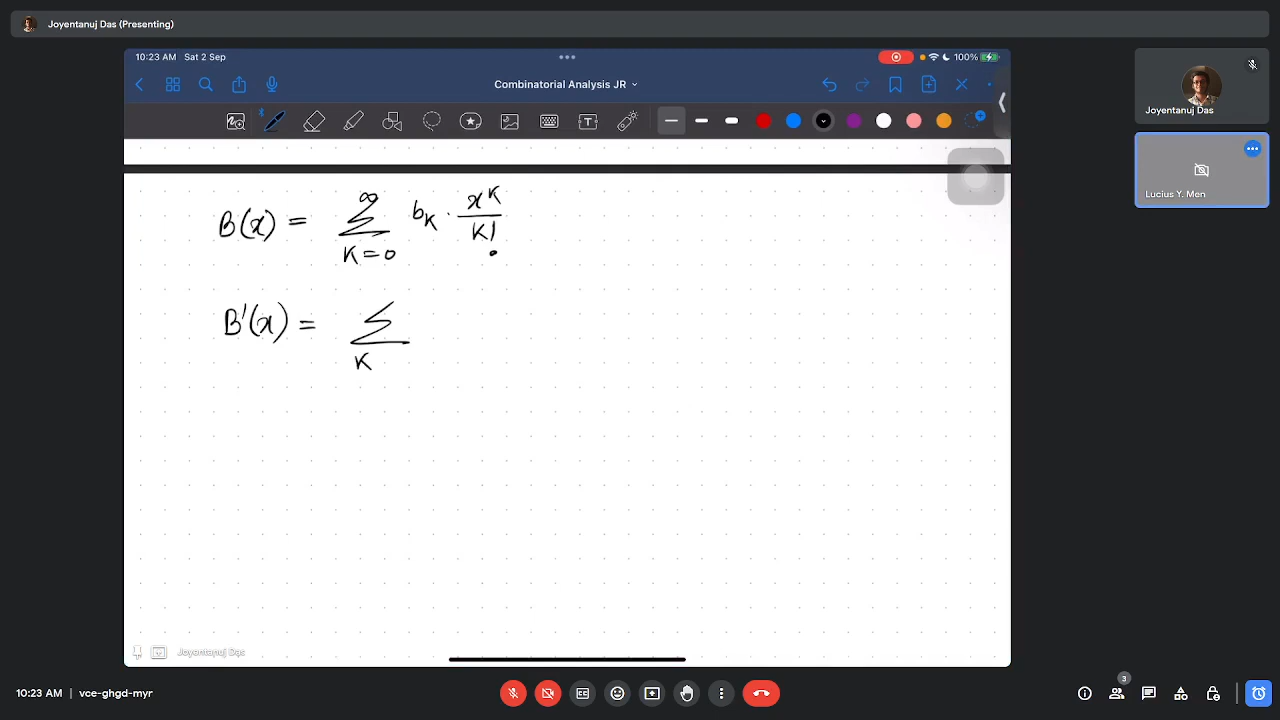 Joyentanuj Das (Presenting)
10:23 AM Sat 2 Sep
100%
Combinatorial Analysis JR
Joyentanuj Das
Lucius Y. Men
B(x) = ∑_{K=0}^{∞} b_K · x^K / K!
B'(x) = ∑_{K}
Joyentanuj Das
10:23 AM | vce-ghgd-myr
3